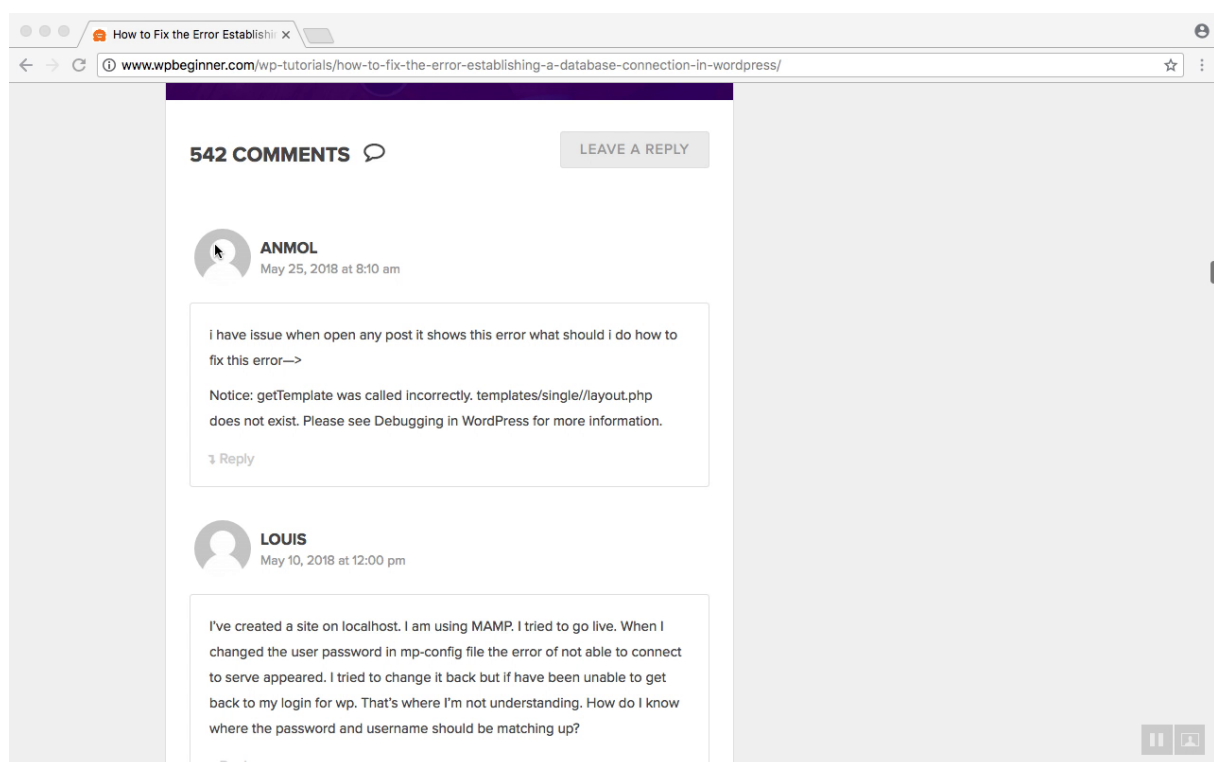 How to Fix the Error Establishi
www.wpbeginner.com/wp-tutorials/how-to-fix-the-error-establishing-a-database-connection-in-wordpress/
542 COMMENTS
LEAVE A REPLY
ANMOL
May 25, 2018 at 8:10 am
i have issue when open any post it shows this error what should i do how to
fix this error—>
Notice: getTemplate was called incorrectly. templates/single//layout.php
does not exist. Please see Debugging in WordPress for more information.
Reply
LOUIS
May 10, 2018 at 12:00 pm
I've created a site on localhost. I am using MAMP. I tried to go live. When I
changed the user password in mp-config file the error of not able to connect
to serve appeared. I tried to change it back but if have been unable to get
back to my login for wp. That's where I'm not understanding. How do I know
where the password and username should be matching up?